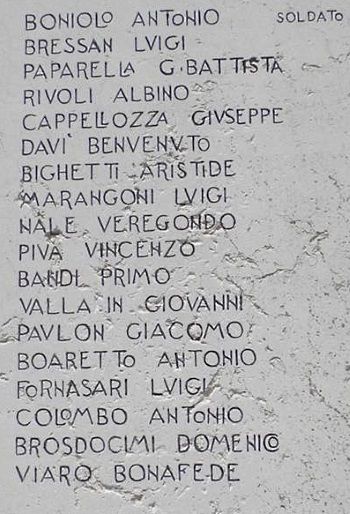 BONIOLO ANTONIO SOLDATO
BRESSAN LVIGI
PAPARELLA G·BATTISTA
RIVOLI ALBINO
CAPPELLOZZA GIVSEPPE
DAVI' BENVENVTO
BIGHETTI ARISTIDE
MARANGONI LVIGI
NALE VEREGONDO
PIVA VINCENZO
BANDI PRIMO
VALLA IN GIOVANNI
PAVLON GIACOMO
BOARETTO ANTONIO
FORNASARI LVIGI
COLOMBO ANTONIO
BROSDOCIMI DOMENICO
VIARO BONAFEDE